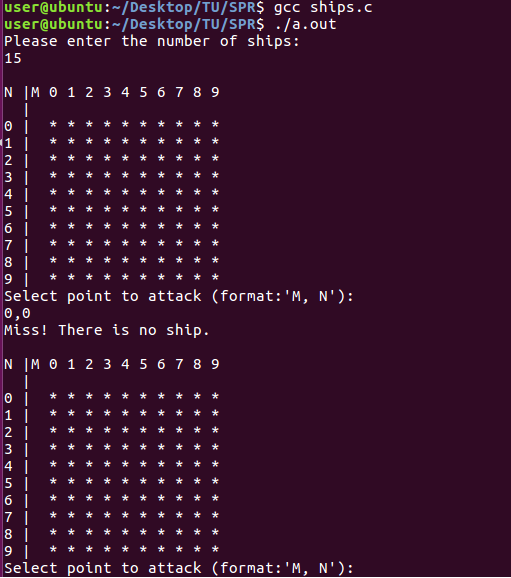 user@ubuntu:~/Desktop/TU/SPR$ gcc ships.c
user@ubuntu:~/Desktop/TU/SPR$ ./a.out
Please enter the number of ships:
15

N |M 0 1 2 3 4 5 6 7 8 9
  |
0 |  * * * * * * * * * *
1 |  * * * * * * * * * *
2 |  * * * * * * * * * *
3 |  * * * * * * * * * *
4 |  * * * * * * * * * *
5 |  * * * * * * * * * *
6 |  * * * * * * * * * *
7 |  * * * * * * * * * *
8 |  * * * * * * * * * *
9 |  * * * * * * * * * *
Select point to attack (format:'M, N'):
0,0
Miss! There is no ship.

N |M 0 1 2 3 4 5 6 7 8 9
  |
0 |  * * * * * * * * * *
1 |  * * * * * * * * * *
2 |  * * * * * * * * * *
3 |  * * * * * * * * * *
4 |  * * * * * * * * * *
5 |  * * * * * * * * * *
6 |  * * * * * * * * * *
7 |  * * * * * * * * * *
8 |  * * * * * * * * * *
9 |  * * * * * * * * * *
Select point to attack (format:'M, N'):